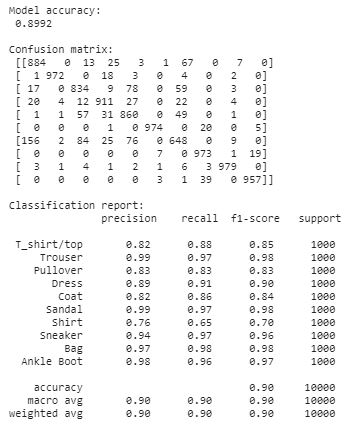 Model accuracy:
0.8992
Confusion matrix:
[[884 0 13 25 3 1 67 0 7 0]
[ 1 972 0 18 3 0 4 0 2 0]
[ 17 0 834 9 78 0 59 0 3 0]
[ 20 4 12 911 27 0 22 0 4 0]
[ 1 1 57 31 860 0 49 0 1 0]
[ 0 0 0 1 0 974 0 20 0 5]
[156 2 84 25 76 0 648 0 9 0]
[ 0 0 0 0 0 7 0 973 1 19]
[ 3 1 4 1 2 1 6 3 979 0]
[ 0 0 0 0 0 3 1 39 0 957]]
Classification report:
precision recall f1-score support
T_shirt/top 0.82 0.88 0.85 1000
Trouser 0.99 0.97 0.98 1000
Pullover 0.83 0.83 0.83 1000
Dress 0.89 0.91 0.90 1000
Coat 0.82 0.86 0.84 1000
Sandal 0.99 0.97 0.98 1000
Shirt 0.76 0.65 0.70 1000
Sneaker 0.94 0.97 0.96 1000
Bag 0.97 0.98 0.98 1000
Ankle Boot 0.98 0.96 0.97 1000
accuracy 0.90 10000
macro avg 0.90 0.90 0.90 10000
weighted avg 0.90 0.90 0.90 10000